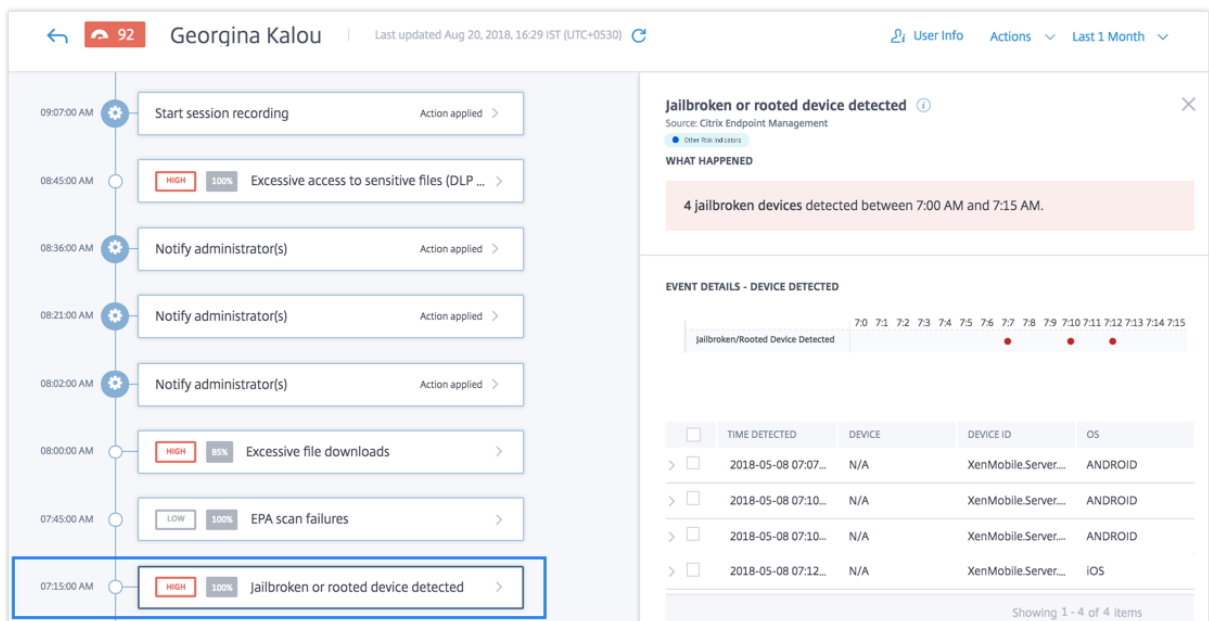 92 Georgina Kalou Last updated Aug 20, 2018, 16:29 IST (UTC+0530) User Info Actions Last 1 Month
09:07:00 AM Start session recording Action applied
08:45:00 AM HIGH 100% Excessive access to sensitive files (DLP ...
08:36:00 AM Notify administrator(s) Action applied
08:21:00 AM Notify administrator(s) Action applied
08:02:00 AM Notify administrator(s) Action applied
08:00:00 AM HIGH 85% Excessive file downloads
07:45:00 AM LOW 100% EPA scan failures
07:15:00 AM HIGH 100% Jailbroken or rooted device detected
Jailbroken or rooted device detected
Source: Citrix Endpoint Management
Other Risk Indicators
WHAT HAPPENED
4 jailbroken devices detected between 7:00 AM and 7:15 AM.
EVENT DETAILS - DEVICE DETECTED
7:0 7:1 7:2 7:3 7:4 7:5 7:6 7:7 7:8 7:9 7:10 7:11 7:12 7:13 7:14 7:15
Jailbroken/Rooted Device Detected
TIME DETECTED DEVICE DEVICE ID OS
2018-05-08 07:07... N/A XenMobile.Server.... ANDROID
2018-05-08 07:10... N/A XenMobile.Server.... ANDROID
2018-05-08 07:10... N/A XenMobile.Server.... ANDROID
2018-05-08 07:12... N/A XenMobile.Server.... iOS
Showing 1 - 4 of 4 items